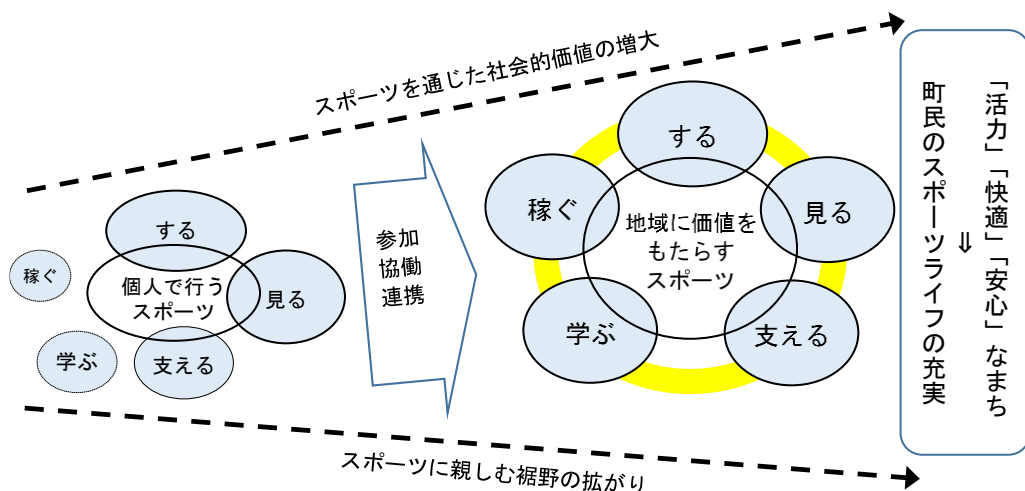 スポーツを通じた社会的価値の増大
する
稼ぐ
個人で行う
スポーツ
見る
学ぶ
支える
参加
協働
連携
する
稼ぐ
地域に価値を
もたらす
スポーツ
見る
学ぶ
支える
スポーツに親しむ裾野の拡がり
「活力」「快適」「安心」なまち
⇓
町民のスポーツライフの充実